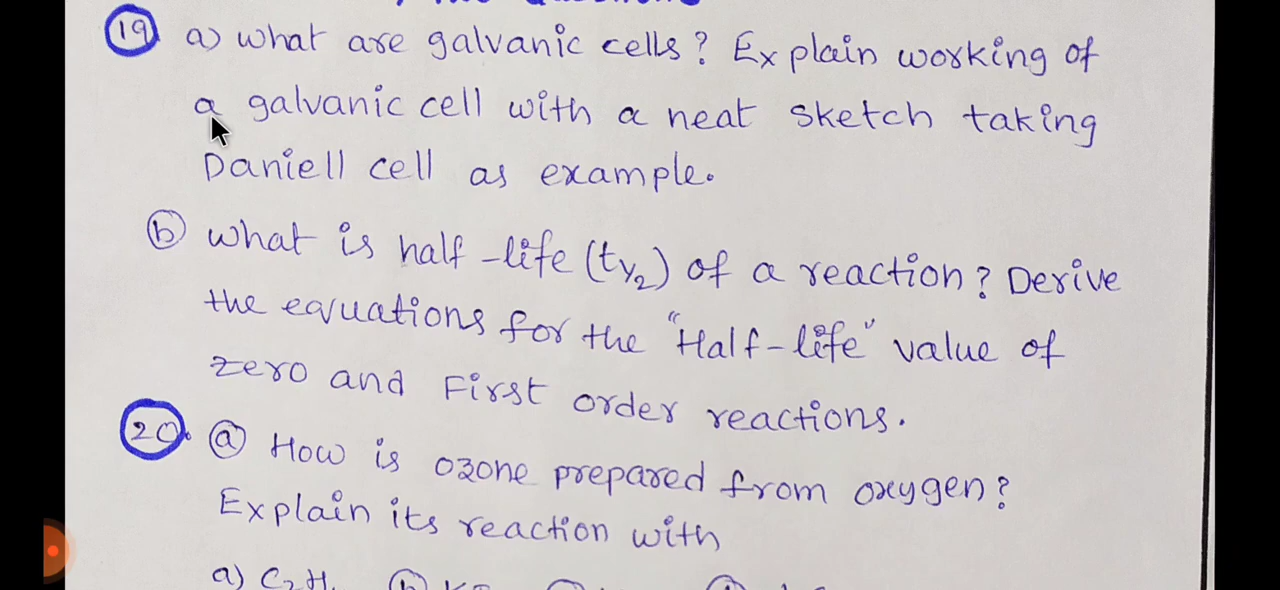 19 a) What are galvanic cells? Explain working of
a galvanic cell with a neat sketch taking
Daniell cell as example.
b What is half-life (t1/2) of a reaction? Derive
the equations for the "Half-life" value of
zero and First order reactions.
20. a How is ozone prepared from oxygen?
Explain its reaction with
a) C2H